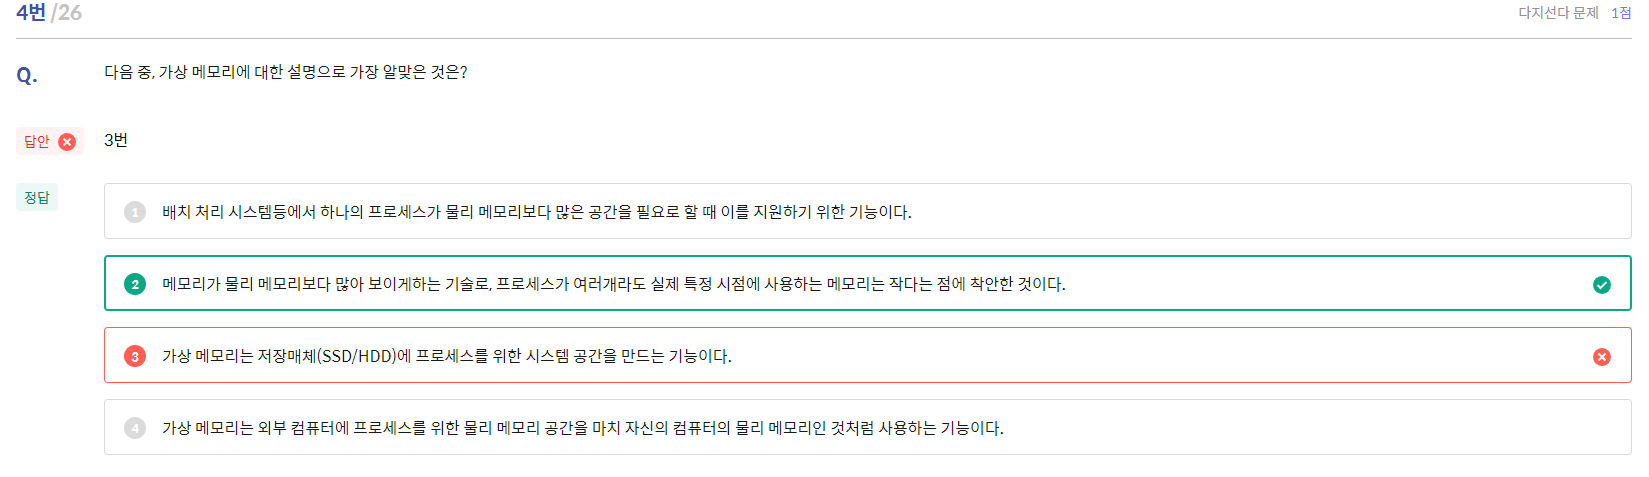 4번 /26
다지선다 문제 1점
Q. 다음 중, 가상 메모리에 대한 설명으로 가장 알맞은 것은?
답안 3번
정답
1 배치 처리 시스템등에서 하나의 프로세스가 물리 메모리보다 많은 공간을 필요로 할 때 이를 지원하기 위한 기능이다.
2 메모리가 물리 메모리보다 많아 보이게하는 기술로, 프로세스가 여러개라도 실제 특정 시점에 사용하는 메모리는 작다는 점에 착안한 것이다.
3 가상 메모리는 저장매체(SSD/HDD)에 프로세스를 위한 시스템 공간을 만드는 기능이다.
4 가상 메모리는 외부 컴퓨터에 프로세스를 위한 물리 메모리 공간을 마치 자신의 컴퓨터의 물리 메모리인 것처럼 사용하는 기능이다.